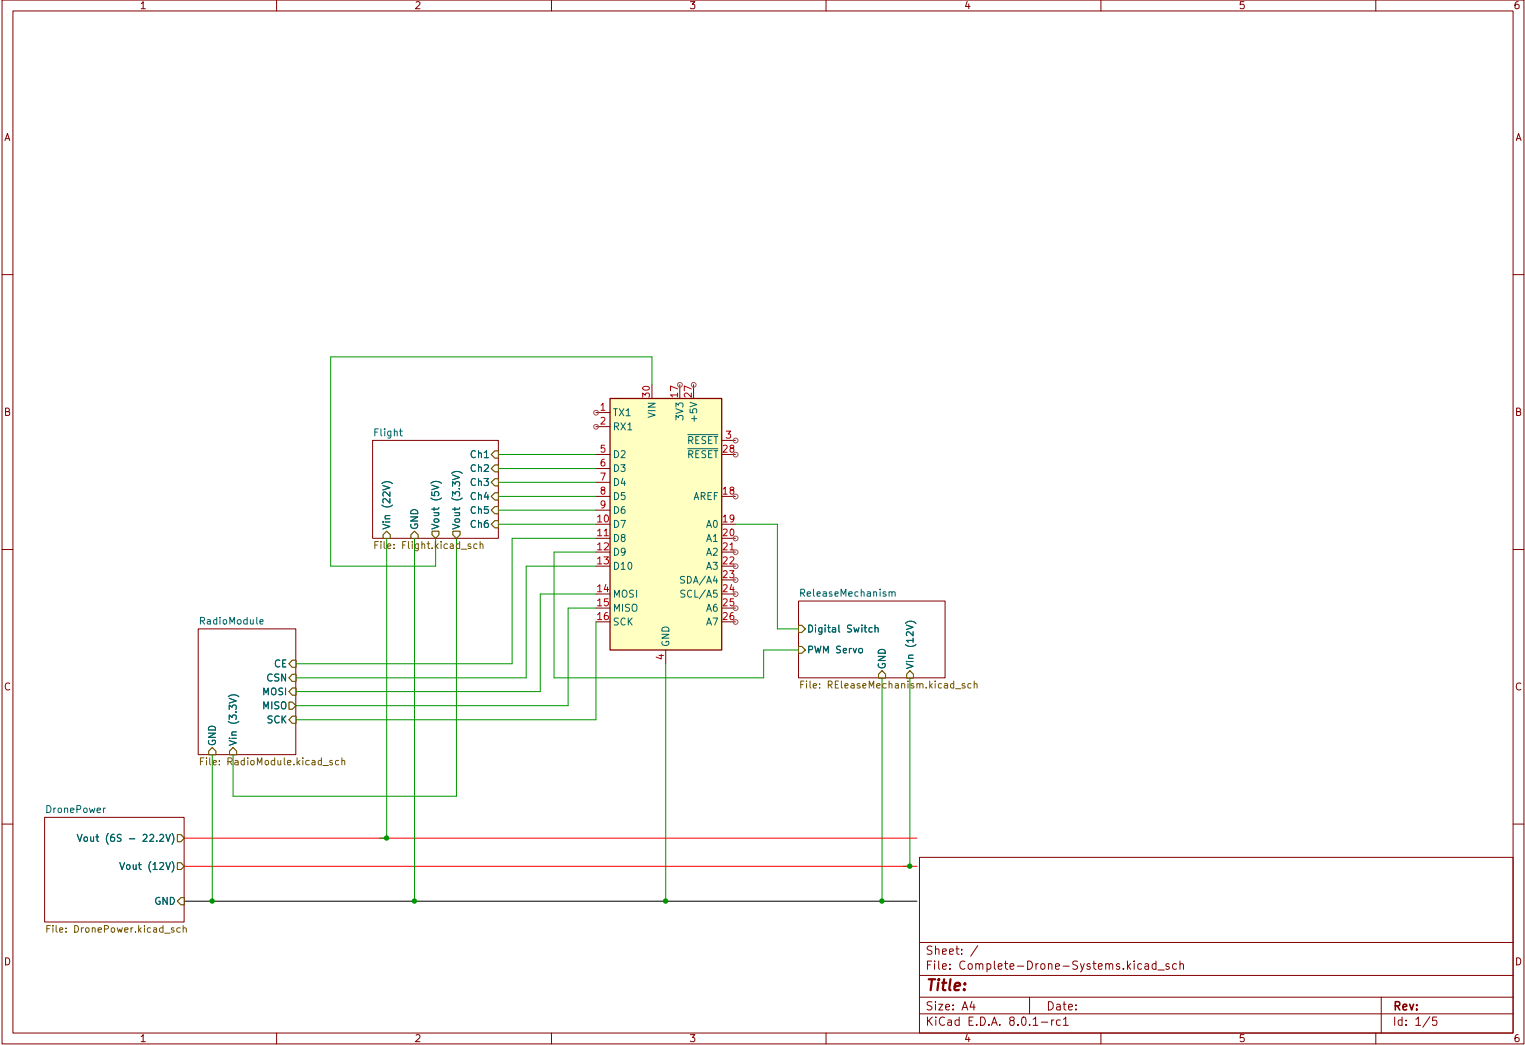 1 2 3 4 5 6
A A
B B
C C
D D
30 VIN
17 3V3
27 +5V
1 TX1
2 RX1
3 RESET
28 RESET
5 D2
6 D3
7 D4
8 D5
9 D6
10 D7
11 D8
12 D9
13 D10
14 MOSI
15 MISO
16 SCK
18 AREF
19 A0
20 A1
21 A2
22 A3
23 SDA/A4
24 SCL/A5
25 A6
26 A7
4 GND
Flight
Ch1
Ch2
Ch3
Ch4
Ch5
Ch6
Vin (22V)
GND
Vout (5V)
Vout (3.3V)
File: Flight.kicad_sch
ReleaseMechanism
Digital Switch
PWM Servo
GND
Vin (12V)
File: REleaseMechanism.kicad_sch
RadioModule
CE
CSN
MOSI
MISO
SCK
GND
Vin (3.3V)
File: RadioModule.kicad_sch
DronePower
Vout (6S - 22.2V)
Vout (12V)
GND
File: DronePower.kicad_sch
Sheet: /
File: Complete-Drone-Systems.kicad_sch
Title:
Size: A4 Date: Rev:
KiCad E.D.A. 8.0.1-rc1 Id: 1/5
1 2 3 4 5 6